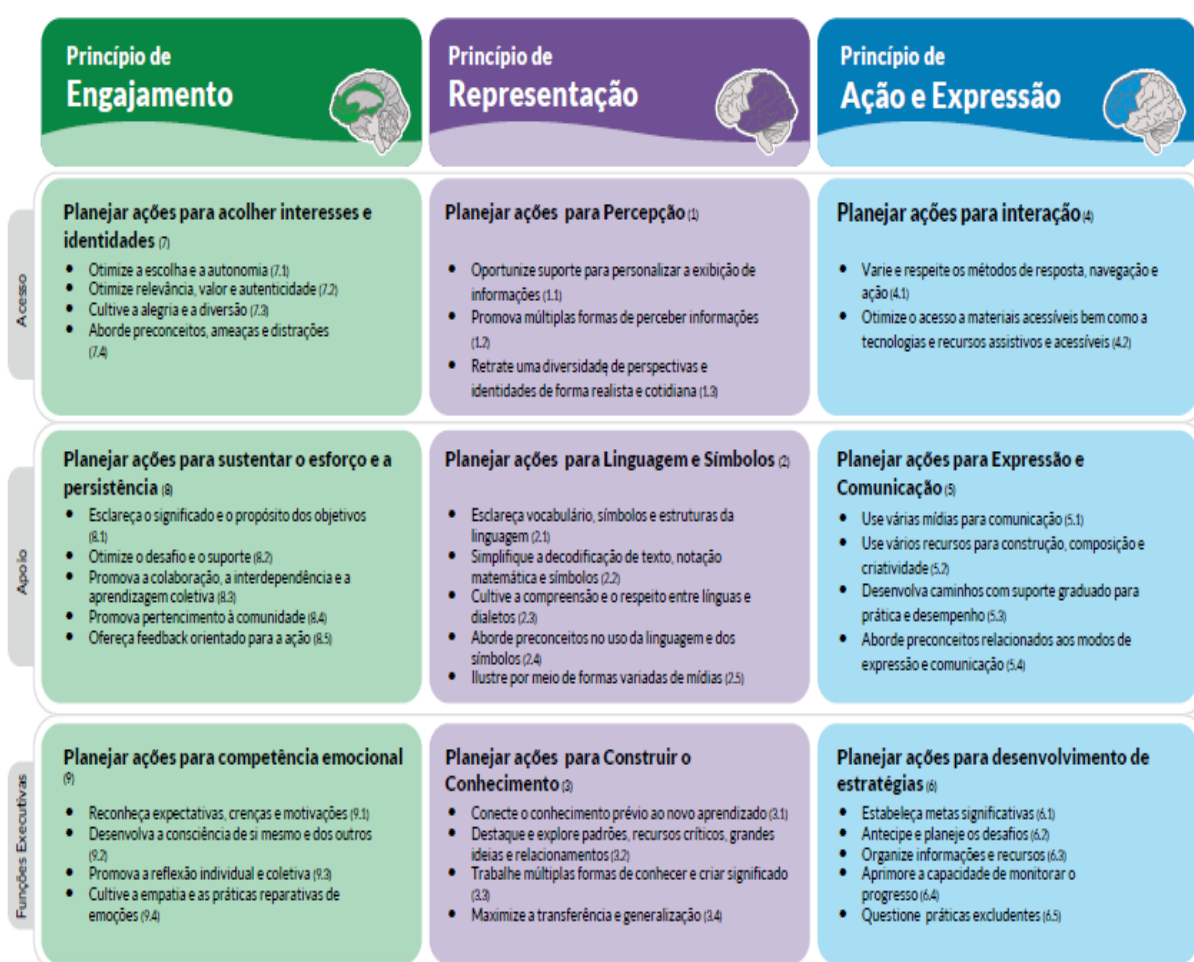 Princípio de
Engajamento
Princípio de
Representação
Princípio de
Ação e Expressão
Acesso
Planejar ações para acolher interesses e
identidades (7)
• Otimize a escolha e a autonomia (7.1)
• Otimize relevância, valor e autenticidade (7.2)
• Cultive a alegria e a diversão (7.3)
• Aborde preconceitos, ameaças e distrações
(7.4)
Planejar ações para Percepção (1)
• Oportunize suporte para personalizar a exibição de
informações (1.1)
• Promova múltiplas formas de perceber informações
(1.2)
• Retrate uma diversidade de perspectivas e
identidades de forma realista e cotidiana (1.3)
Planejar ações para interação (4)
• Varie e respeite os métodos de resposta, navegação e
ação (4.1)
• Otimize o acesso a materiais acessíveis bem como a
tecnologias e recursos assistivos e acessíveis (4.2)
Apoio
Planejar ações para sustentar o esforço e a
persistência (8)
• Esclareça o significado e o propósito dos objetivos
(8.1)
• Otimize o desafio e o suporte (8.2)
• Promova a colaboração, a interdependência e a
aprendizagem coletiva (8.3)
• Promova pertencimento à comunidade (8.4)
• Ofereça feedback orientado para a ação (8.5)
Planejar ações para Linguagem e Símbolos (2)
• Esclareça vocabulário, símbolos e estruturas da
linguagem (2.1)
• Simplifique a decodificação de texto, notação
matemática e símbolos (2.2)
• Cultive a compreensão e o respeito entre línguas e
dialetos (2.3)
• Aborde preconceitos no uso da linguagem e dos
símbolos (2.4)
• Ilustre por meio de formas variadas de mídias (2.5)
Planejar ações para Expressão e
Comunicação (5)
• Use várias mídias para comunicação (5.1)
• Use vários recursos para construção, composição e
criatividade (5.2)
• Desenvolva caminhos com suporte graduado para
prática e desempenho (5.3)
• Aborde preconceitos relacionados aos modos de
expressão e comunicação (5.4)
Funções Executivas
Planejar ações para competência emocional
(9)
• Reconheça expectativas, crenças e motivações (9.1)
• Desenvolva a consciência de si mesmo e dos outros
(9.2)
• Promova a reflexão individual e coletiva (9.3)
• Cultive a empatia e as práticas reparativas de
emoções (9.4)
Planejar ações para Construir o
Conhecimento (3)
• Conecte o conhecimento prévio ao novo aprendizado (3.1)
• Destaque e explore padrões, recursos críticos, grandes
ideias e relacionamentos (3.2)
• Trabalhe múltiplas formas de conhecer e criar significado
(3.3)
• Maximize a transferência e generalização (3.4)
Planejar ações para desenvolvimento de
estratégias (6)
• Estabeleça metas significativas (6.1)
• Antecipe e planeje os desafios (6.2)
• Organize informações e recursos (6.3)
• Aprimore a capacidade de monitorar o
progresso (6.4)
• Questione práticas excludentes (6.5)